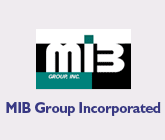 MIB
GROUP, INC.
MIB Group Incorporated